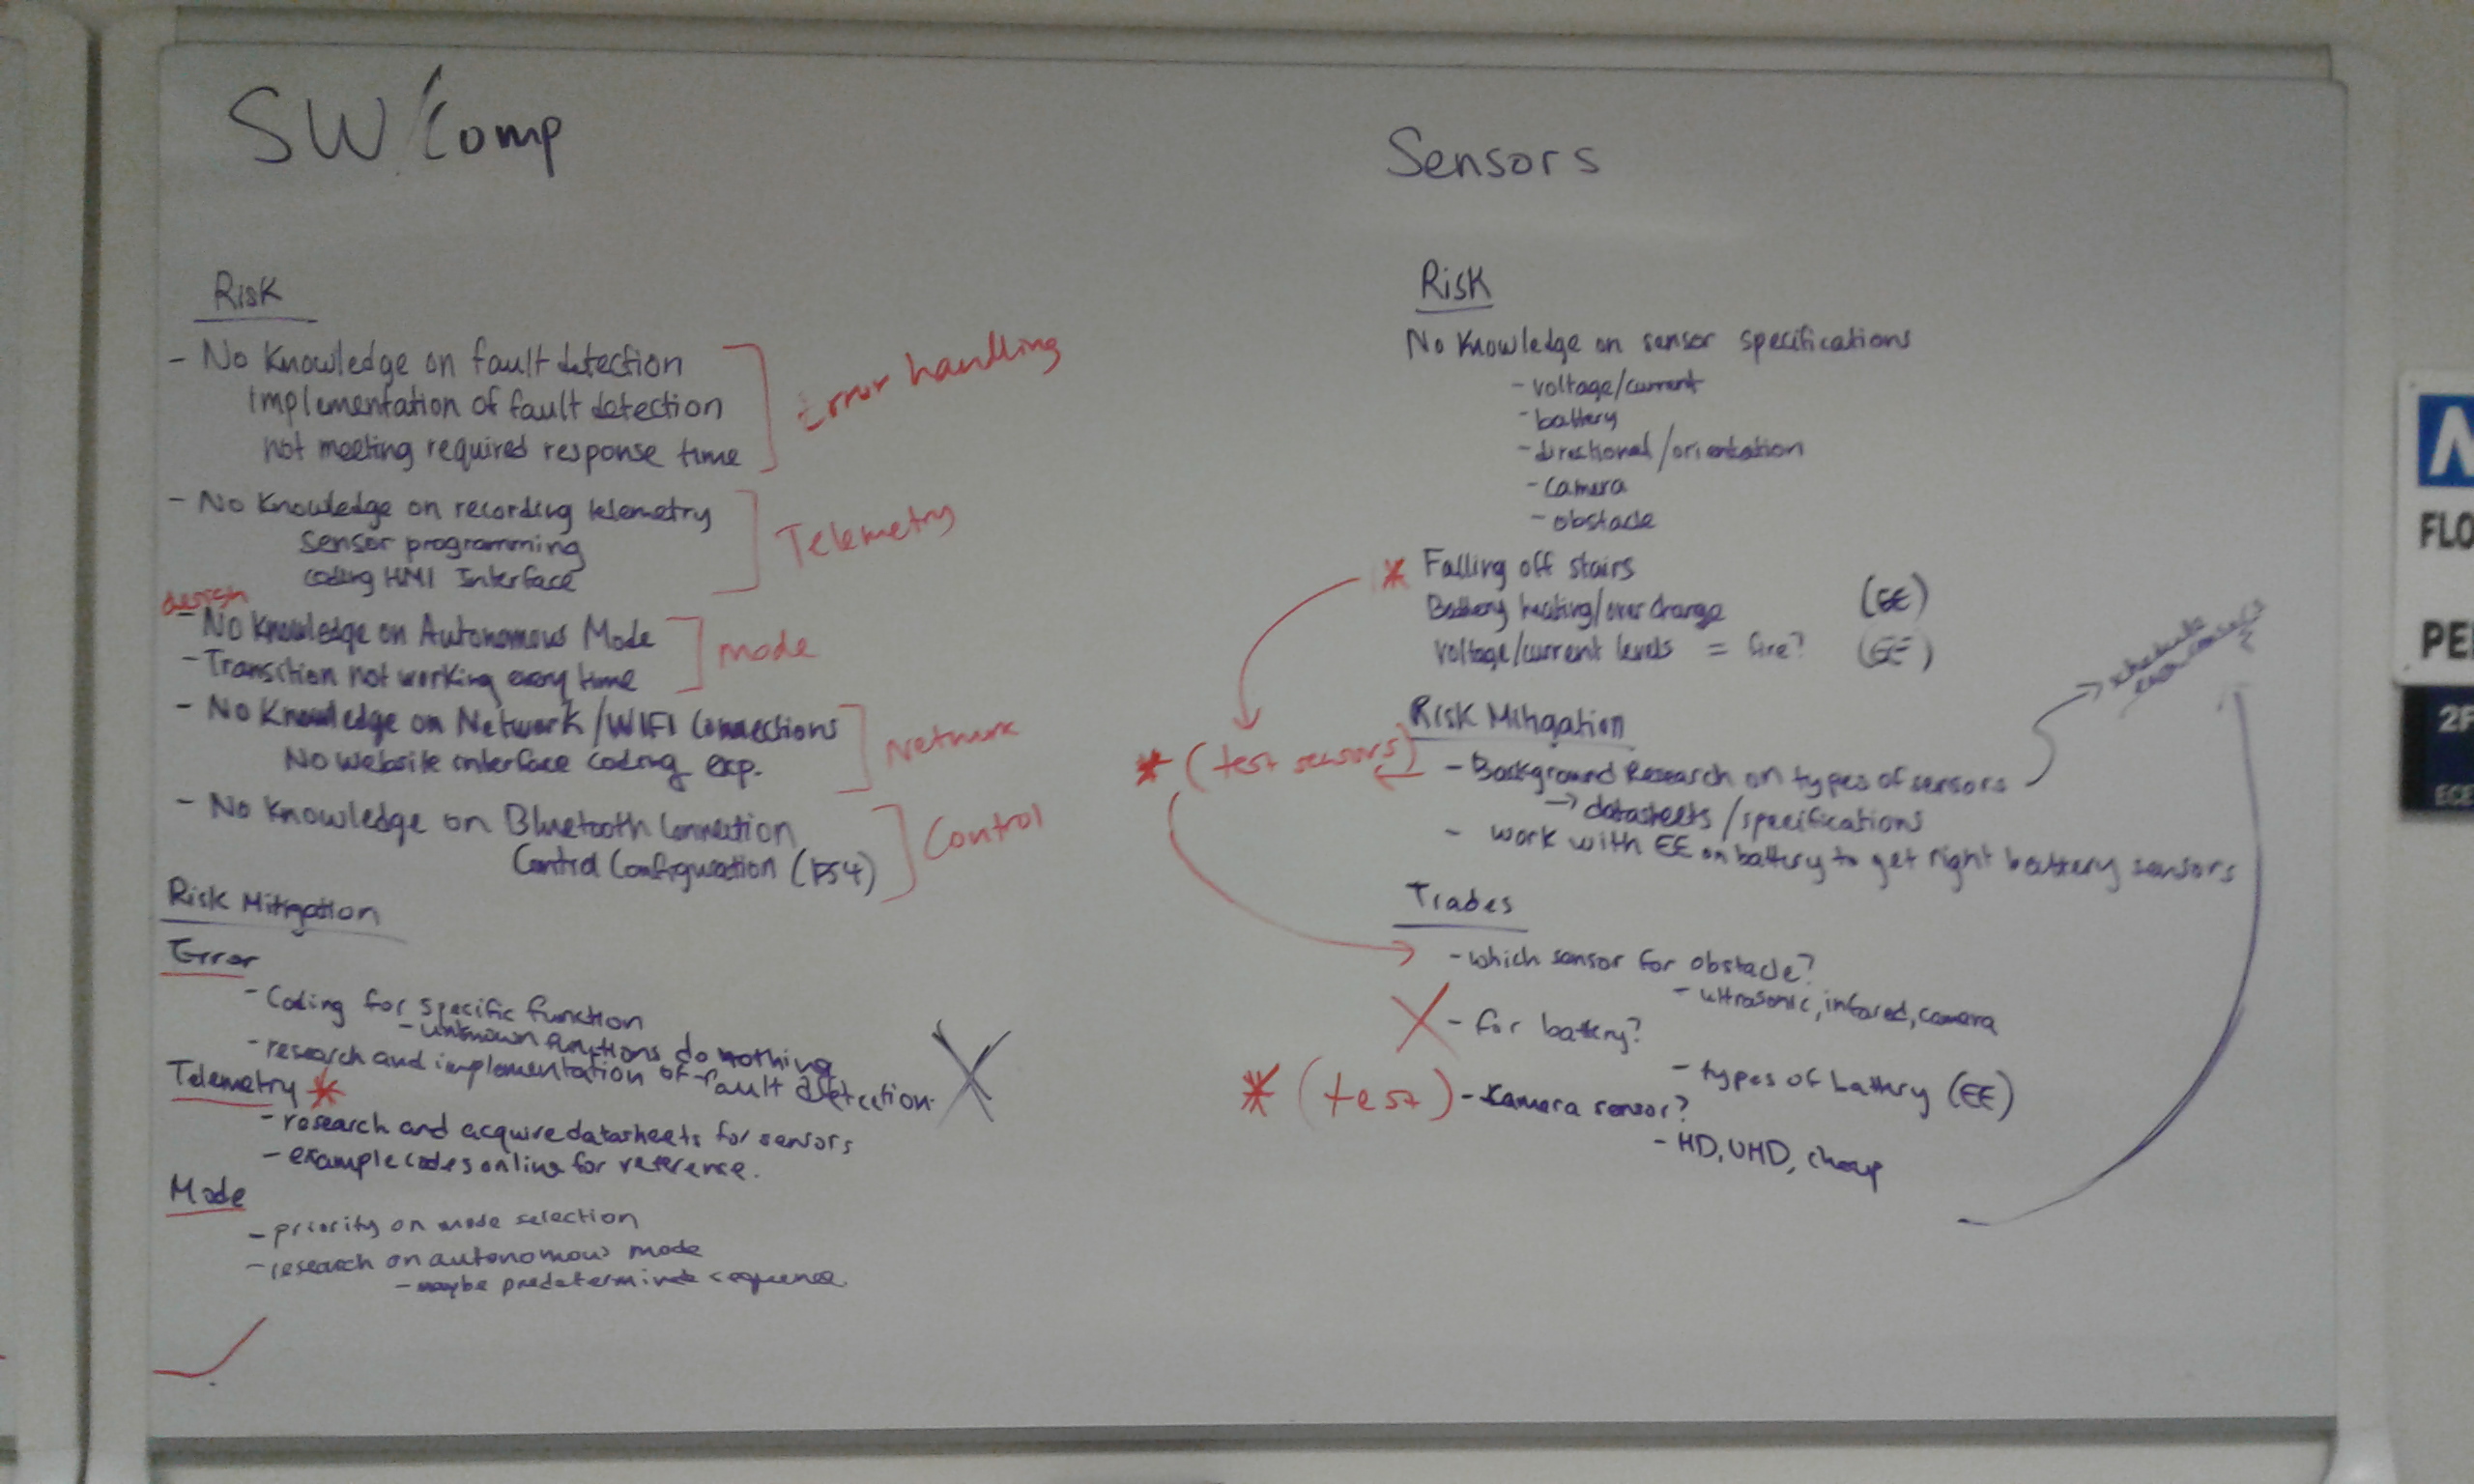 SW/Comp
Risk
- No Knowledge on fault detection
Implementation of fault detection
not meeting required response time
Error handling
- No Knowledge on recording telemetry
Sensor programming
coding HMI Interface
Telemetry
design
- No Knowledge on Autonomous Mode
- Transition not working every time
mode
- No Knowledge on Network/WIFI Connections
No website interface coding exp.
Network
- No Knowledge on Bluetooth Connection
Control Configuration (PS4)
Control
Risk Mitigation
Error
- Coding for specific function
- unknown functions do nothing
- research and implementation of fault detection
Telemetry *
- research and acquire datasheets for sensors
- example codes online for reference.
Mode
- priority on mode selection
- research on autonomous mode
- maybe predeterminate sequence
Sensors
Risk
No Knowledge on sensor specifications
- voltage/current
- battery
- directional/orientation
- camera
- obstacle
* Falling off stairs
Battery heating/over charge (EE)
Voltage/current levels = fire? (EE)
Risk Mitigation
* (test sensors)
- Background Research on types of sensors
→ datasheets/specifications
- work with EE on battery to get right battery sensors
Trades
- which sensor for obstacle?
- ultrasonic, infared, camera
X - for battery?
- types of battery (EE)
* (test) - camera sensor?
- HD, UHD, cheap
FLO
PE
2F
ECE